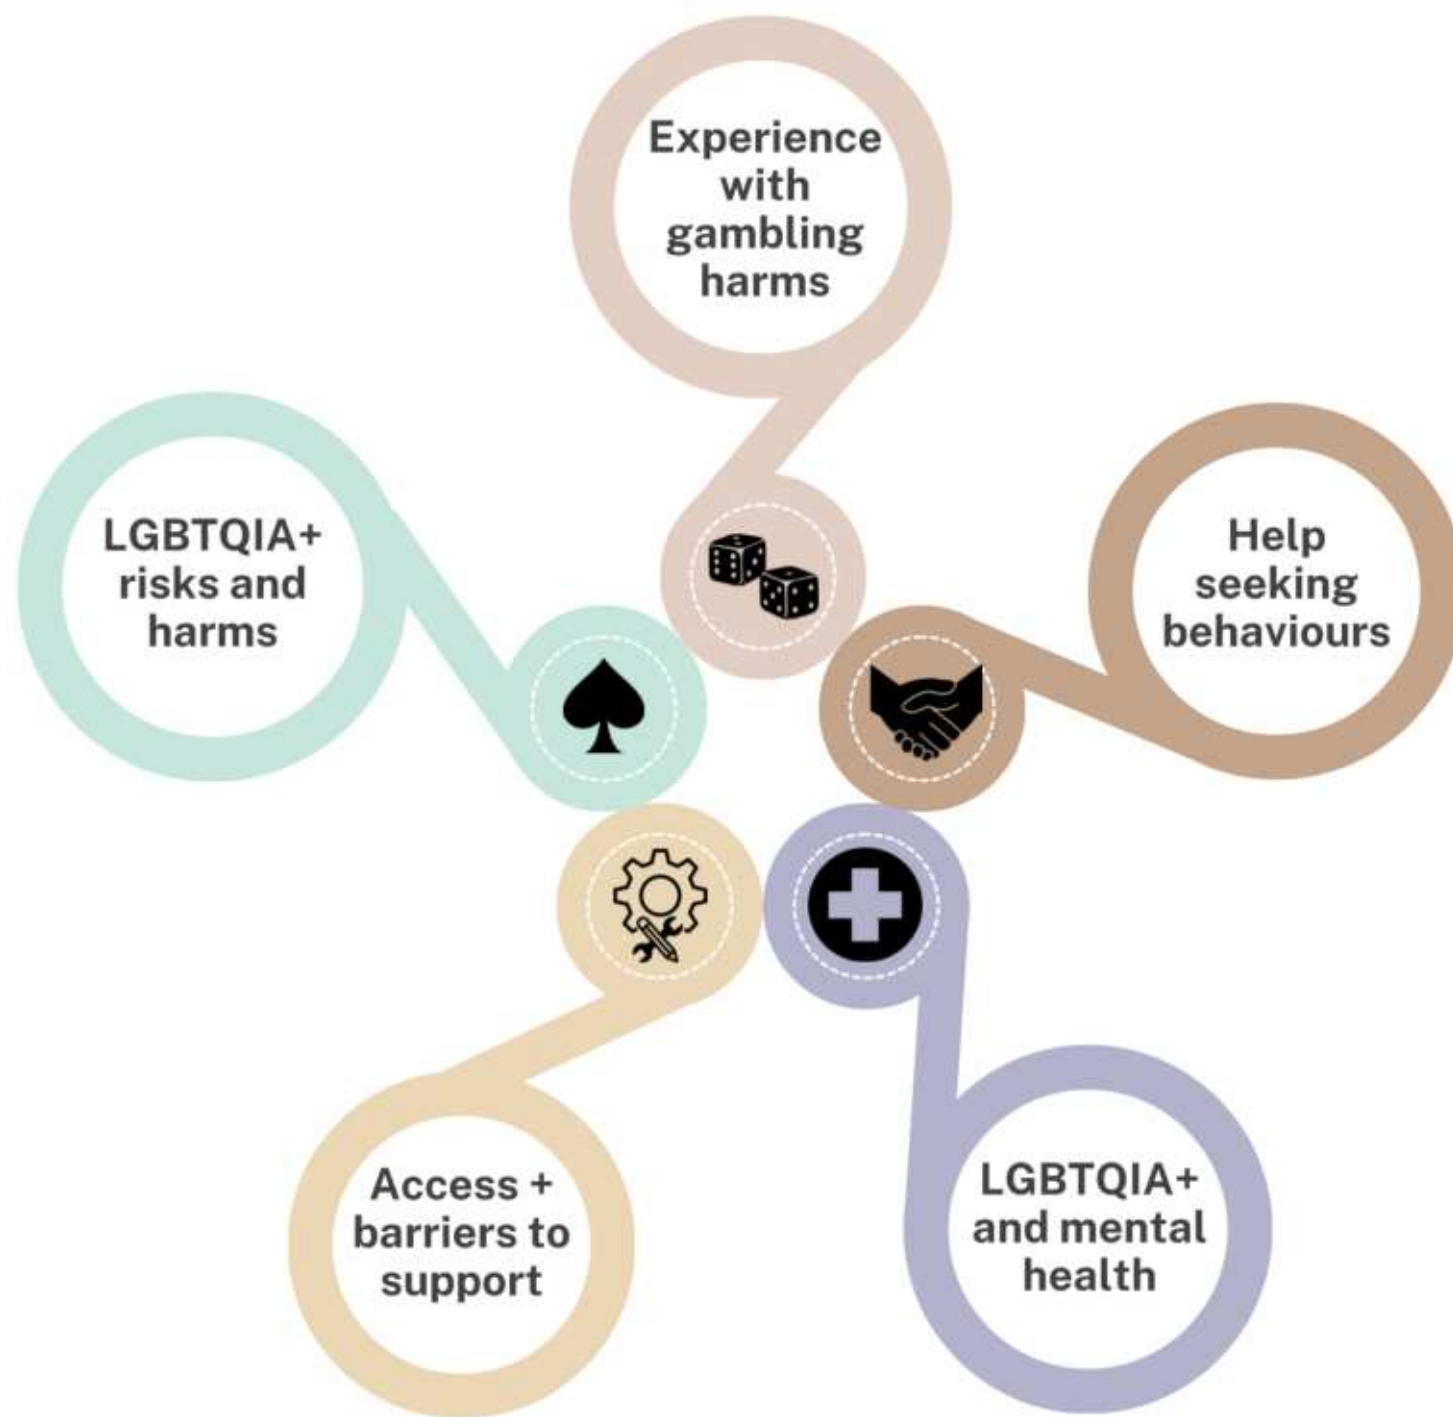 Experience
with
gambling
harms
LGBTQIA+
risks and
harms
Help
seeking
behaviours
Access +
barriers to
support
LGBTQIA+
and mental
health